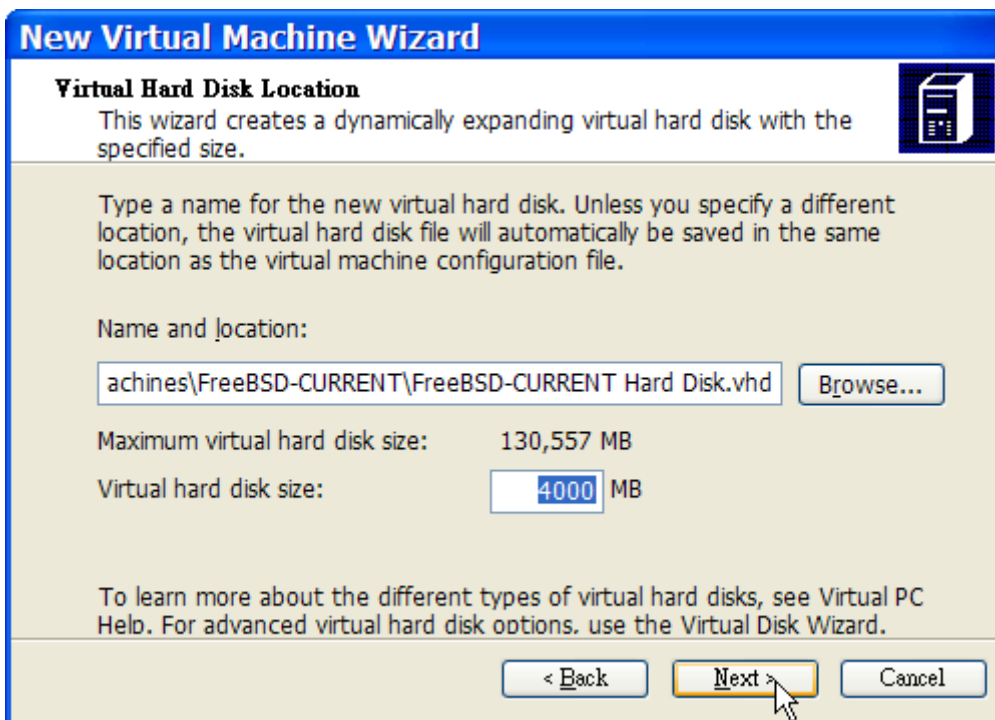 New Virtual Machine Wizard
Virtual Hard Disk Location
This wizard creates a dynamically expanding virtual hard disk with the
specified size.
Type a name for the new virtual hard disk. Unless you specify a different
location, the virtual hard disk file will automatically be saved in the same
location as the virtual machine configuration file.
Name and location:
achines\FreeBSD-CURRENT\FreeBSD-CURRENT Hard Disk.vhd Browse...
Maximum virtual hard disk size: 130,557 MB
Virtual hard disk size: 4000 MB
To learn more about the different types of virtual hard disks, see Virtual PC
Help. For advanced virtual hard disk options, use the Virtual Disk Wizard.
< Back Next > Cancel